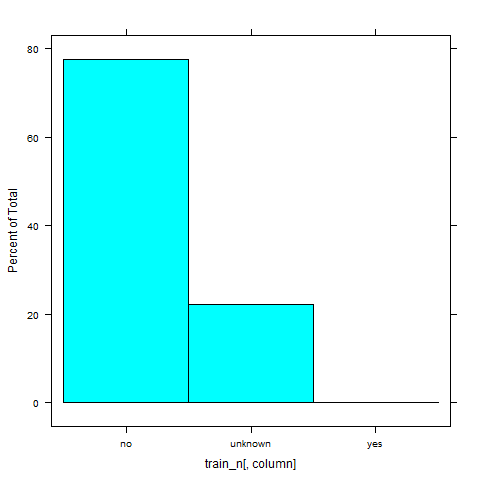 80
60
40
20
0
Percent of Total
no unknown yes
train_n[, column]